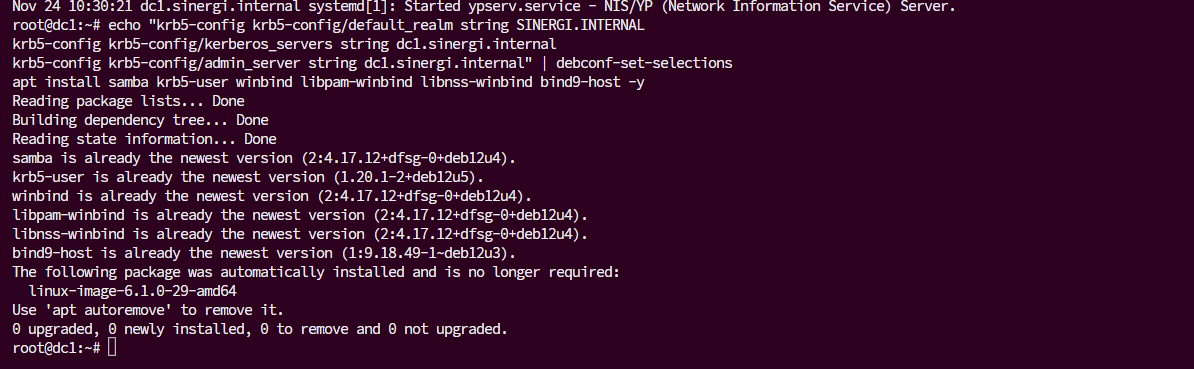 Nov 24 10:30:21 dc1.sinergi.internal systemd[1]: Started ypserv.service - NIS/YP (Network Information Service) Server.
root@dc1:~# echo "krb5-config krb5-config/default_realm string SINERGI.INTERNAL
krb5-config krb5-config/kerberos_servers string dc1.sinergi.internal
krb5-config krb5-config/admin_server string dc1.sinergi.internal" | debconf-set-selections
apt install samba krb5-user winbind libpam-winbind libnss-winbind bind9-host -y
Reading package lists... Done
Building dependency tree... Done
Reading state information... Done
samba is already the newest version (2:4.17.12+dfsg-0+deb12u4).
krb5-user is already the newest version (1.20.1-2+deb12u5).
winbind is already the newest version (2:4.17.12+dfsg-0+deb12u4).
libpam-winbind is already the newest version (2:4.17.12+dfsg-0+deb12u4).
libnss-winbind is already the newest version (2:4.17.12+dfsg-0+deb12u4).
bind9-host is already the newest version (1:9.18.49-1~deb12u3).
The following package was automatically installed and is no longer required:
  linux-image-6.1.0-29-amd64
Use 'apt autoremove' to remove it.
0 upgraded, 0 newly installed, 0 to remove and 0 not upgraded.
root@dc1:~#